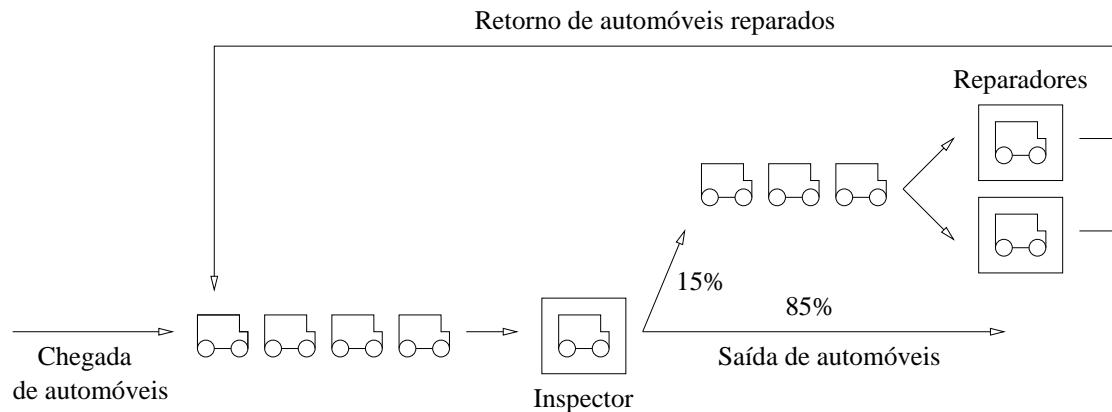 Retorno de automóveis reparados
Reparadores
15%
85%
Chegada
de automóveis
Saída de automóveis
Inspector